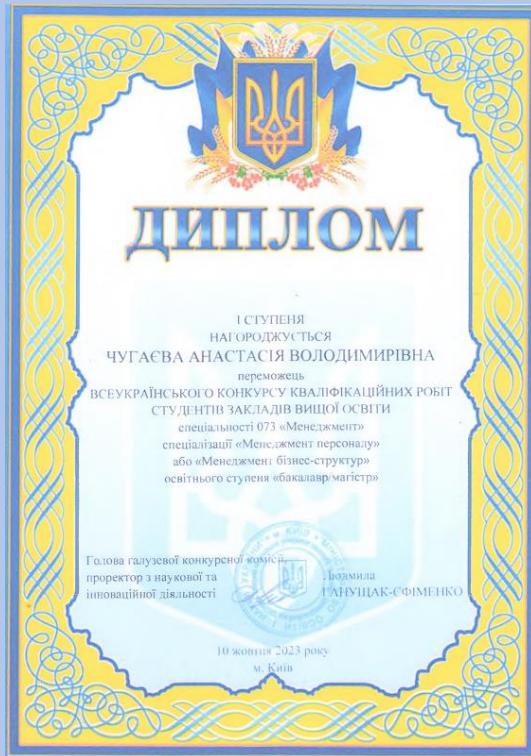 ДИПЛОМ
І СТУПЕНЯ
НАГОРОДЖУЄТЬСЯ
ЧУГАЄВА АНАСТАСІЯ ВОЛОДИМИРІВНА
переможець
ВСЕУКРАЇНСЬКОГО КОНКУРСУ КВАЛІФІКАЦІЙНИХ РОБІТ
СТУДЕНТІВ ЗАКЛАДІВ ВИЩОЇ ОСВІТИ
спеціальності 073 «Менеджмент»
спеціалізації «Менеджмент персоналу»
або «Менеджмент бізнес-структур»
освітнього ступеня «бакалавр/магістр»
Голова галузевої конкурсної комісії,
проректор з наукової та Людмила
інноваційної діяльності ГАНУЩАК-ЄФІМЕНКО
10 жовтня 2023 року
м. Київ